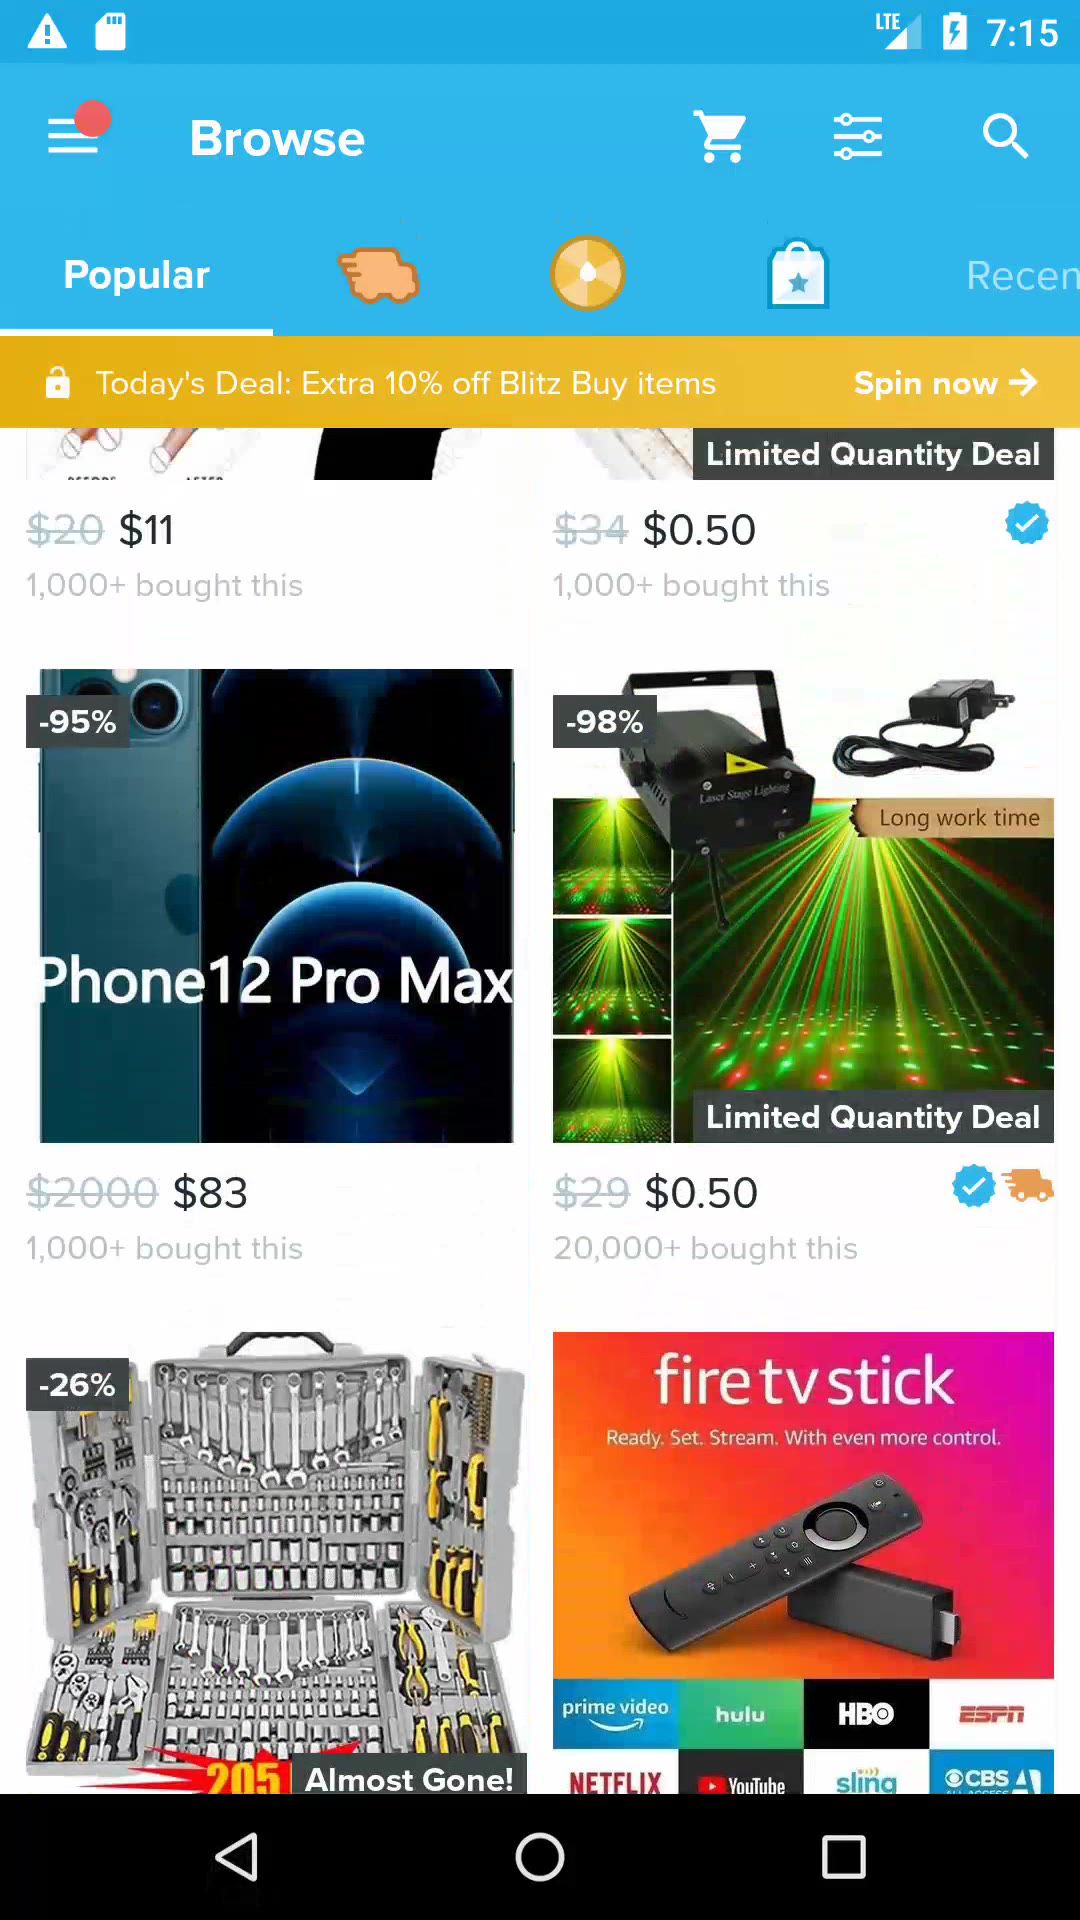 LTE 7:15
Browse
Popular
Recen
Today's Deal: Extra 10% off Blitz Buy items
Spin now →
Limited Quantity Deal
$20 $11
1,000+ bought this
$34 $0.50
1,000+ bought this
-95%
Phone12 Pro Max
$2000 $83
1,000+ bought this
-98%
Laser Stage Lighting
Long work time
Limited Quantity Deal
$29 $0.50
20,000+ bought this
-26%
205
Almost Gone!
fire tv stick
Ready. Set. Stream. With even more control.
prime video
hulu
HBO
ESPN
NETFLIX
YouTube
sling
CBS